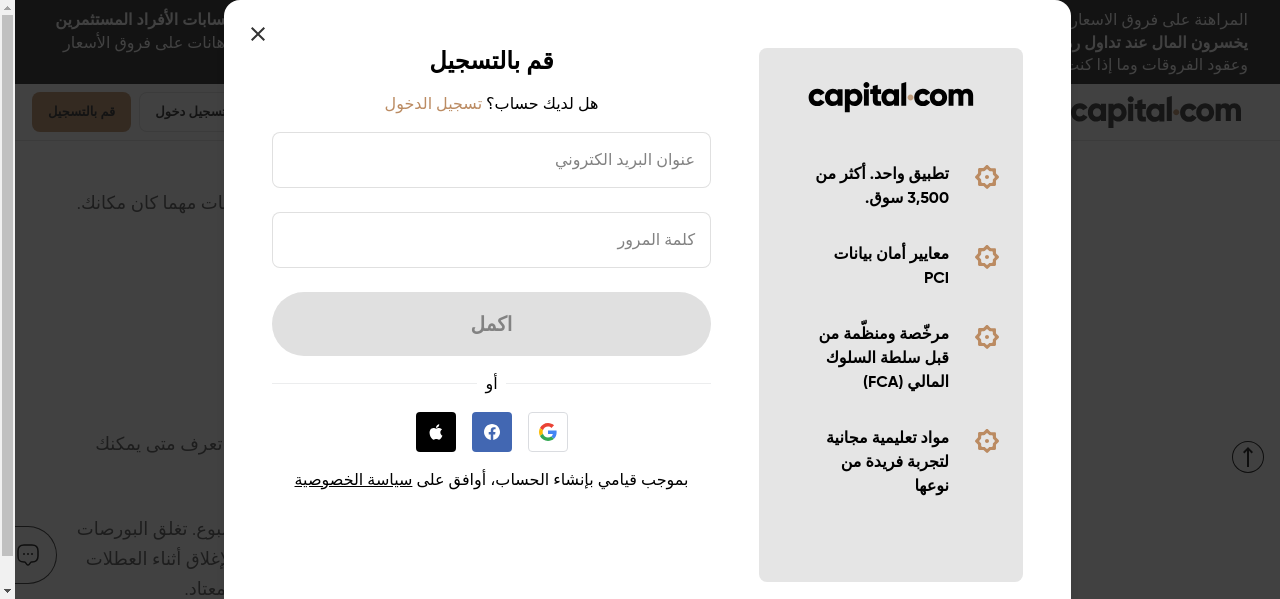 المراهنة على فروق الاسعار
سابات الأفراد المستثمرين
يخسرون المال عند تداول
هانات على فروق الأسعار
وعقود الفروقات وما إذا كنت
capital.com
تسجيل دخول
قم بالتسجيل
ات مهما كان مكانك.
تعرف متى يمكنك
بوع. تغلق البورصات
إغلاق أثناء العطلات
معتاد.
capital.com
تطبيق واحد. أكثر من
3,500 سوق.
معايير أمان بيانات
PCI
مرخّصة ومنظّمة من
قبل سلطة السلوك
المالي (FCA)
مواد تعليمية مجانية
لتجربة فريدة من
نوعها
قم بالتسجيل
هل لديك حساب؟ تسجيل الدخول
عنوان البريد الكتروني
كلمة المرور
اكمل
أو
بموجب قيامي بإنشاء الحساب، أوافق على سياسة الخصوصية